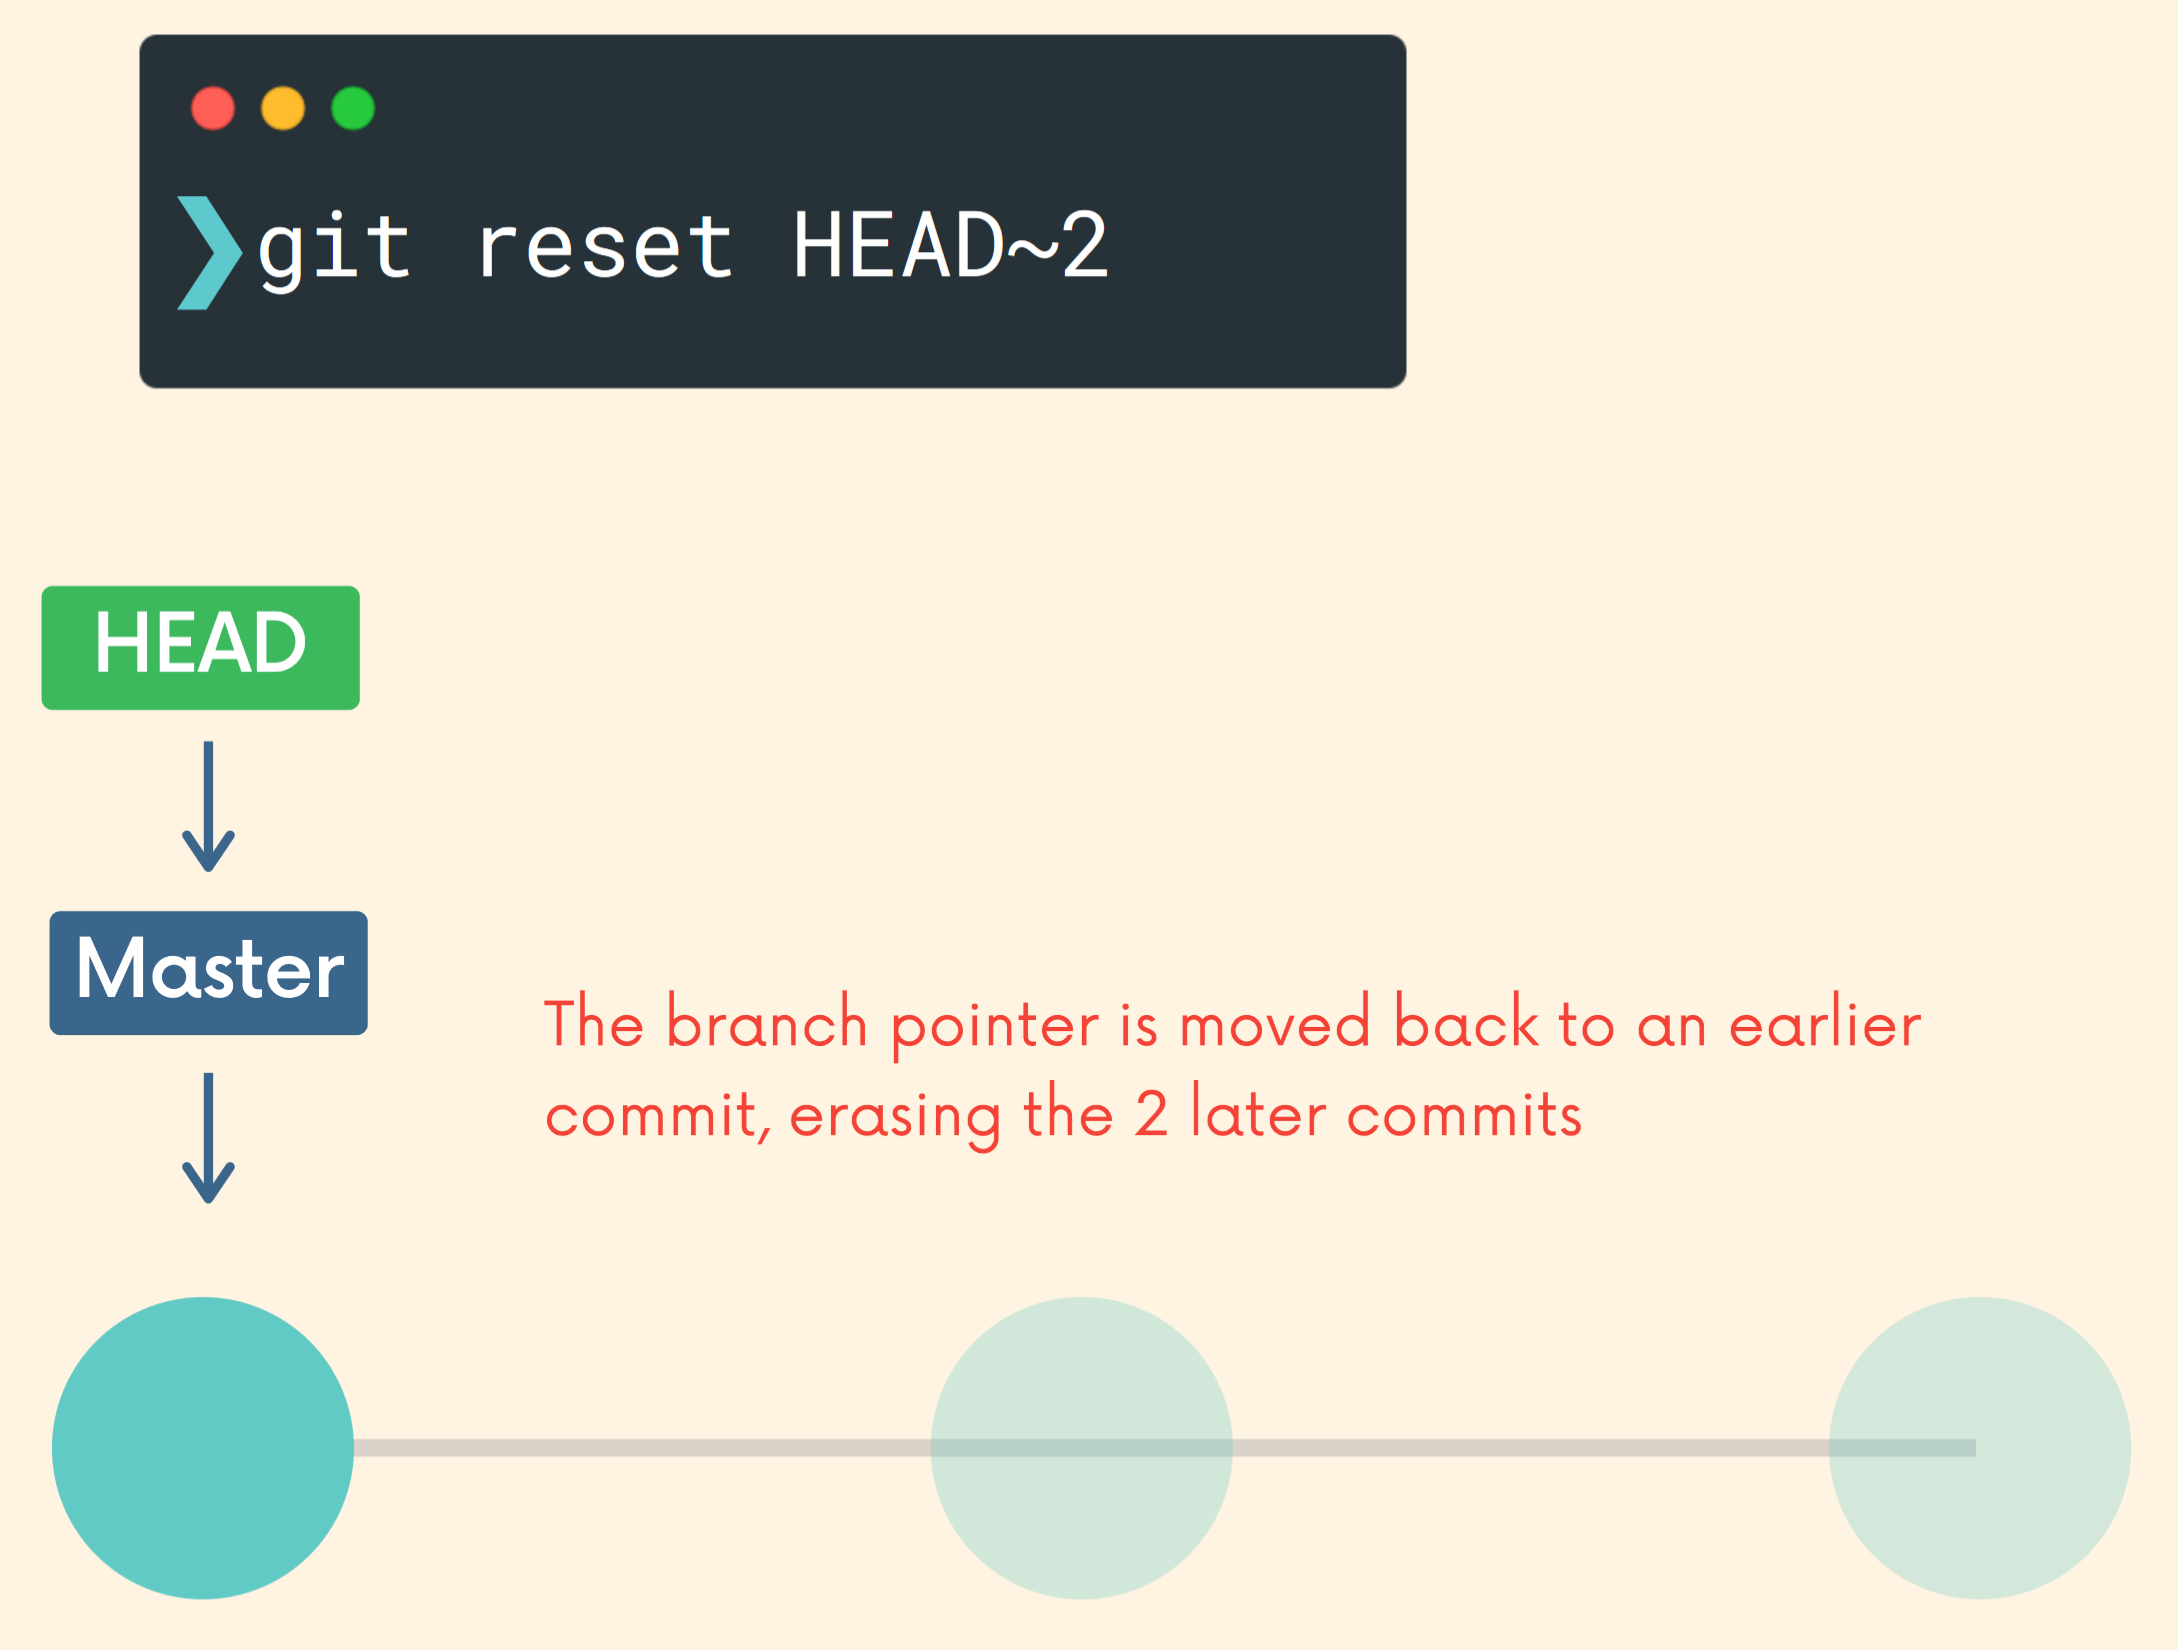 ❯git reset HEAD~2
HEAD
Master
The branch pointer is moved back to an earlier
commit, erasing the 2 later commits